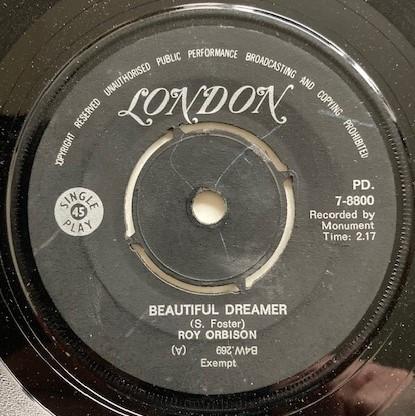 COPYRIGHT RESERVED UNAUTHORISED PUBLIC PERFORMANCE BROADCASTING AND COPYING PROHIBITED
LONDON
SINGLE
45
PLAY
PD.
7-8800
Recorded by
Monument
Time: 2.17
BEAUTIFUL DREAMER
(S. Foster)
ROY ORBISON
(A) B4W.269
Exempt